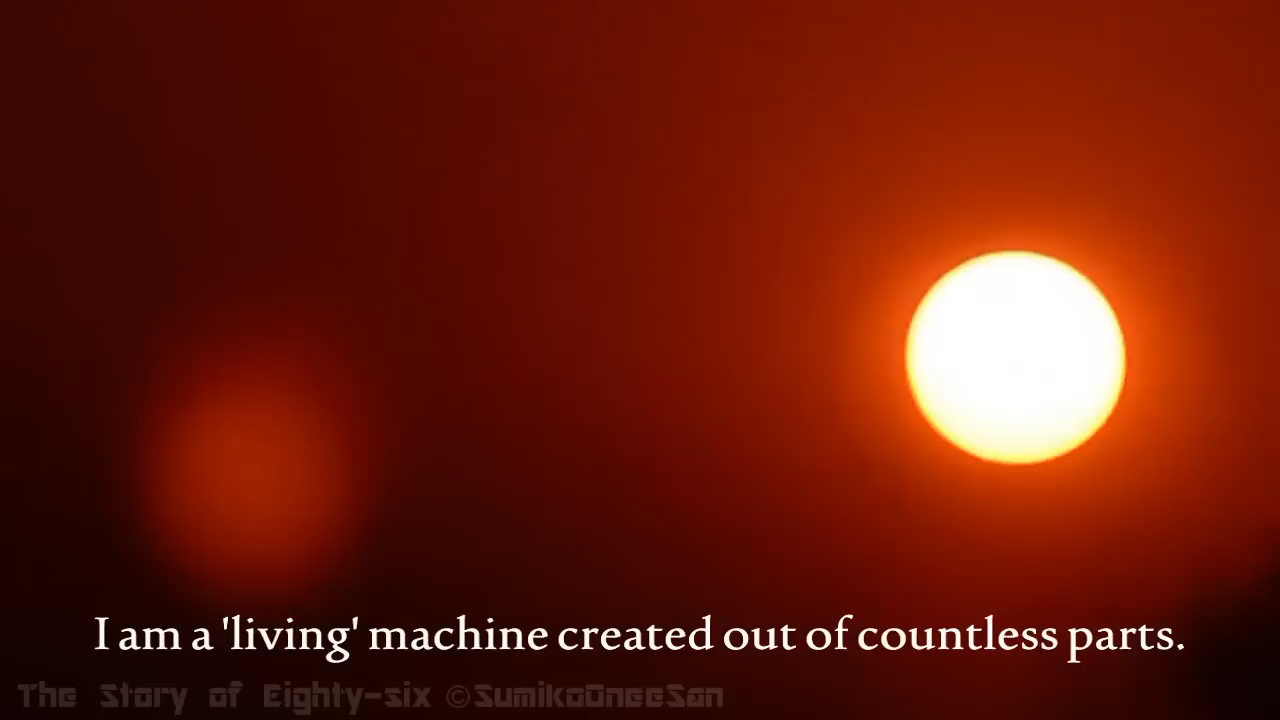 I am a 'living' machine created out of countless parts.
The Story of Eighty-six ©SumikoOneeSan